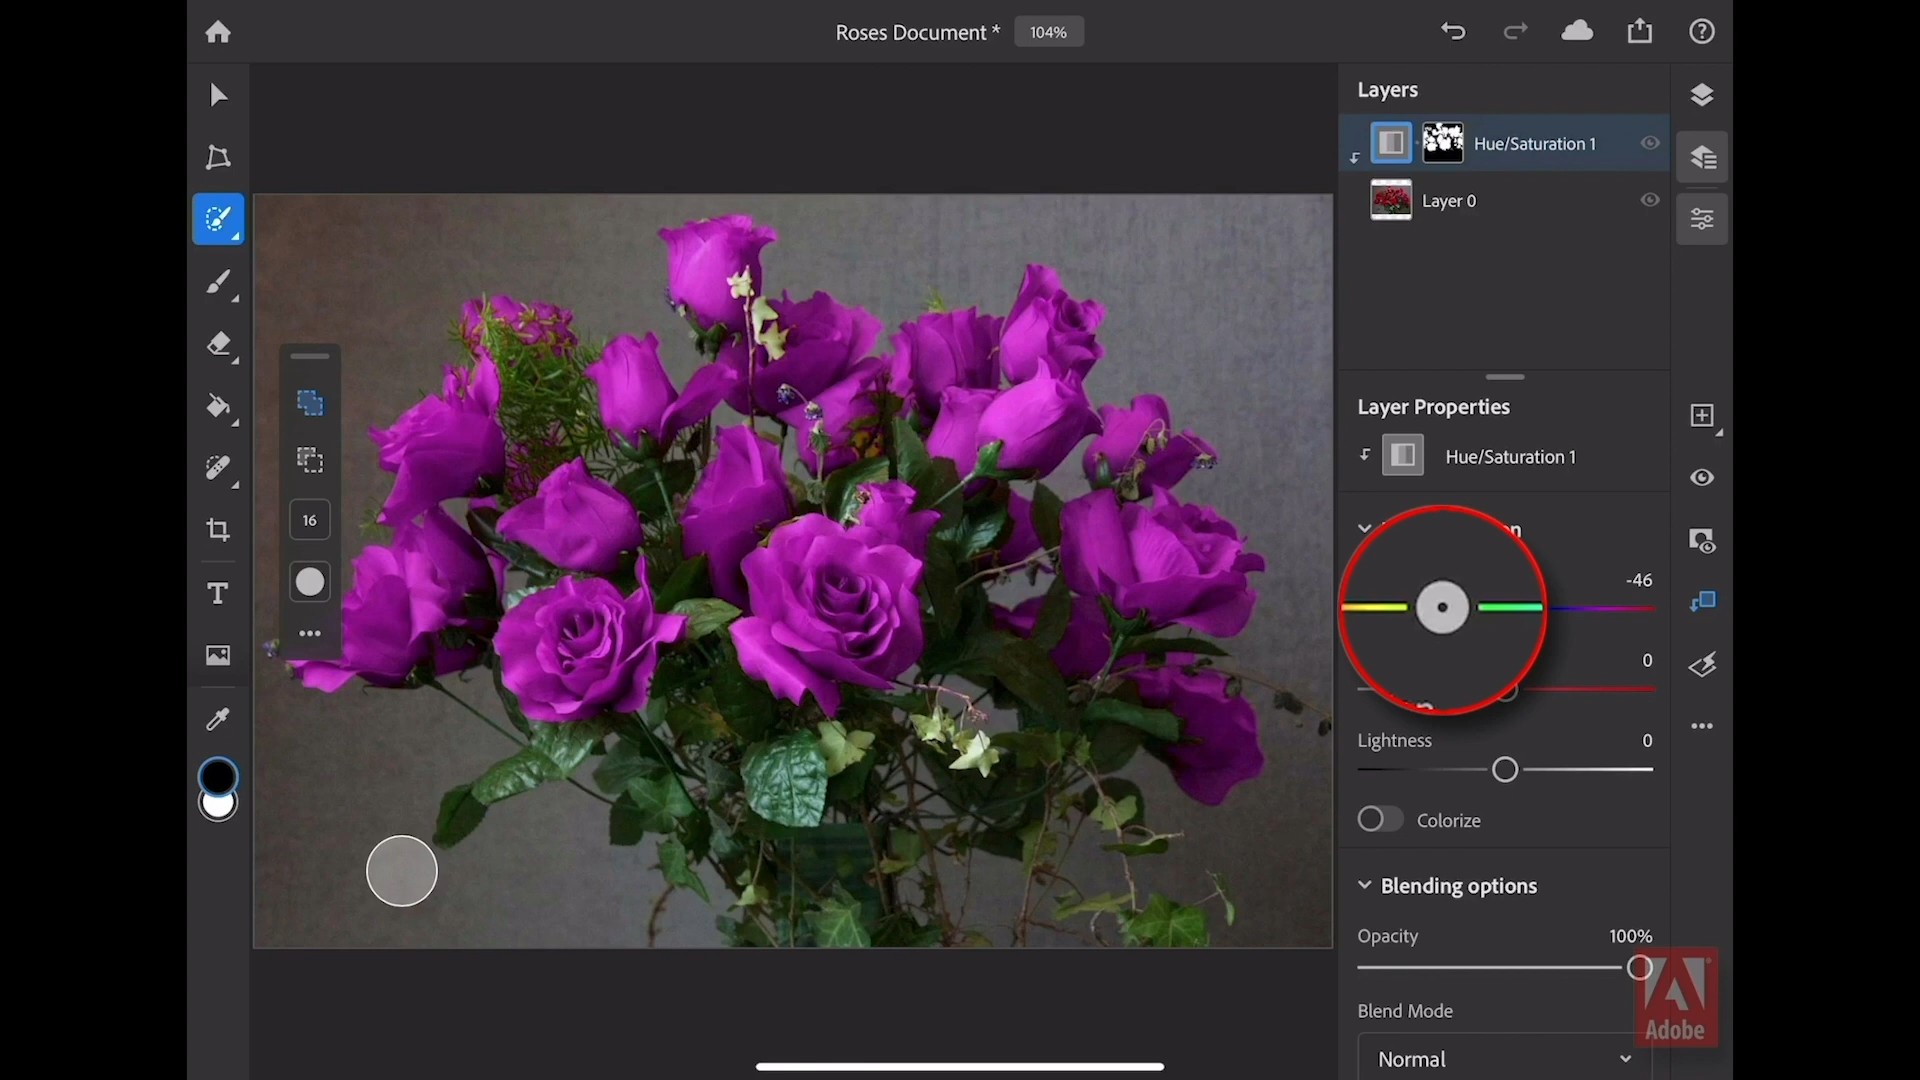 Roses Document *
104%
Layers
Hue/Saturation 1
Layer 0
Layer Properties
Hue/Saturation 1
-46
0
Lightness
0
Colorize
Blending options
Opacity
100%
Blend Mode
Normal
16
T
Adobe